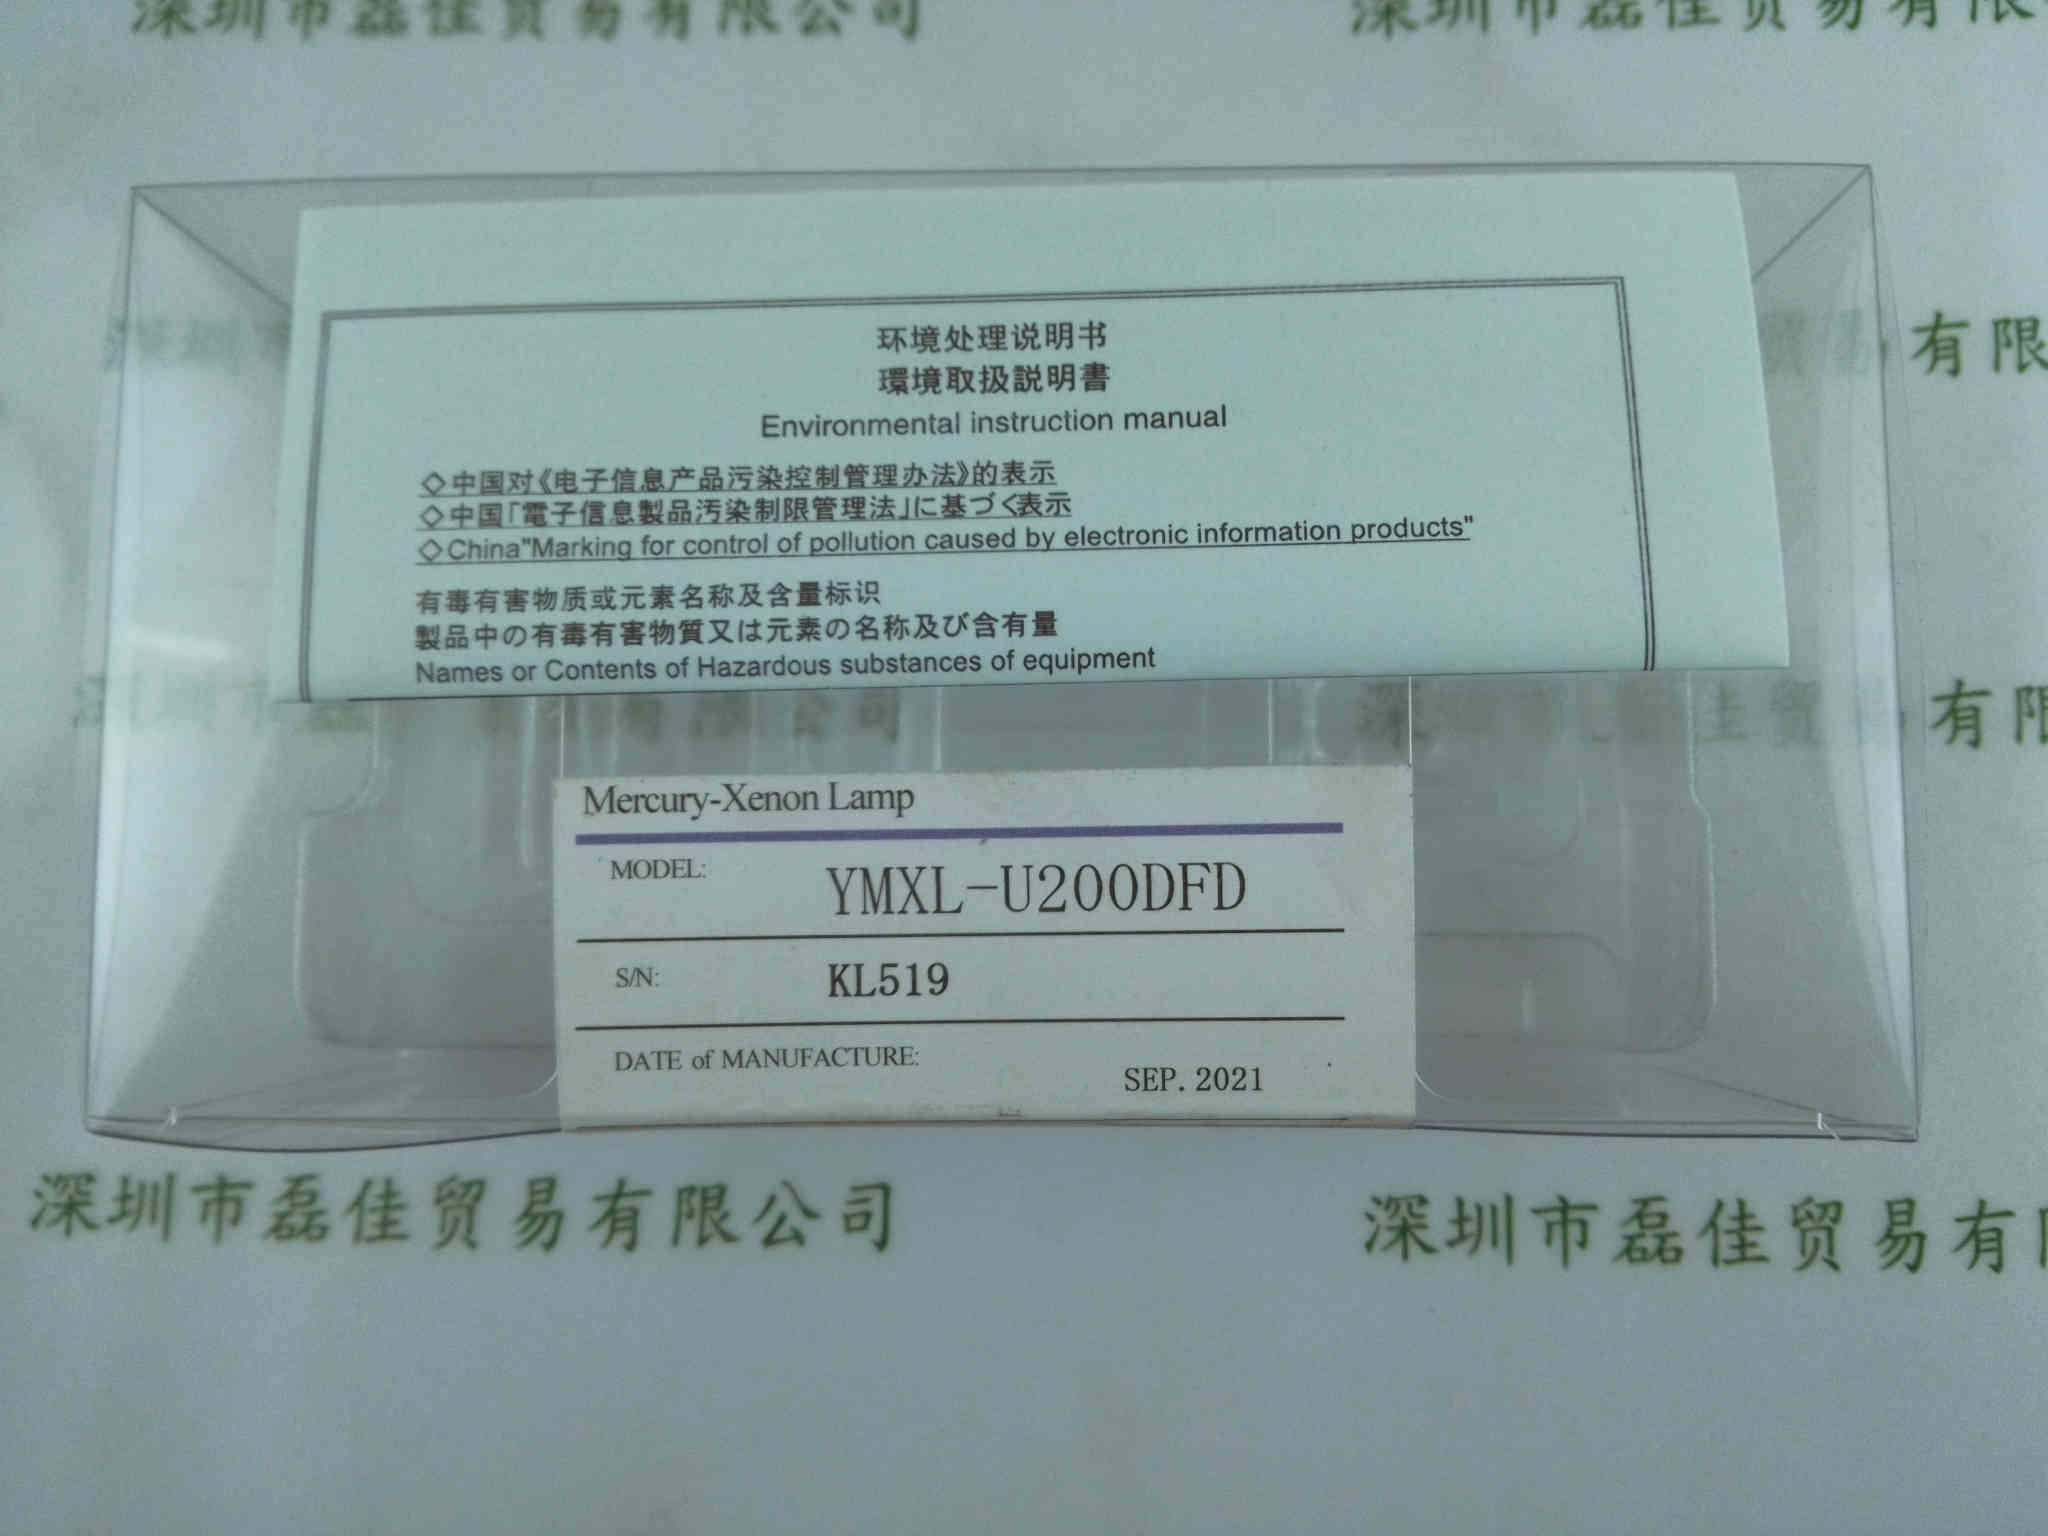 深圳市磊佳贸易有限公司
深圳市磊佳贸易有限
环境处理说明书
環境取扱説明書
Environmental instruction manual
有限
◇中国对《电子信息产品污染控制管理办法》的表示
◇中国「電子信息製品污染制限管理法」に基づく表示
◇China"Marking for control of pollution caused by electronic information products"
有毒有害物质或元素名称及含量标识
製品中の有毒有害物質又は元素の名称及び含有量
Names or Contents of Hazardous substances of equipment
有限
Mercury-Xenon Lamp
MODEL: YMXL-U200DFD
S/N: KL519
DATE of MANUFACTURE: SEP. 2021
深圳市磊佳贸易有限公司
深圳市磊佳贸易有